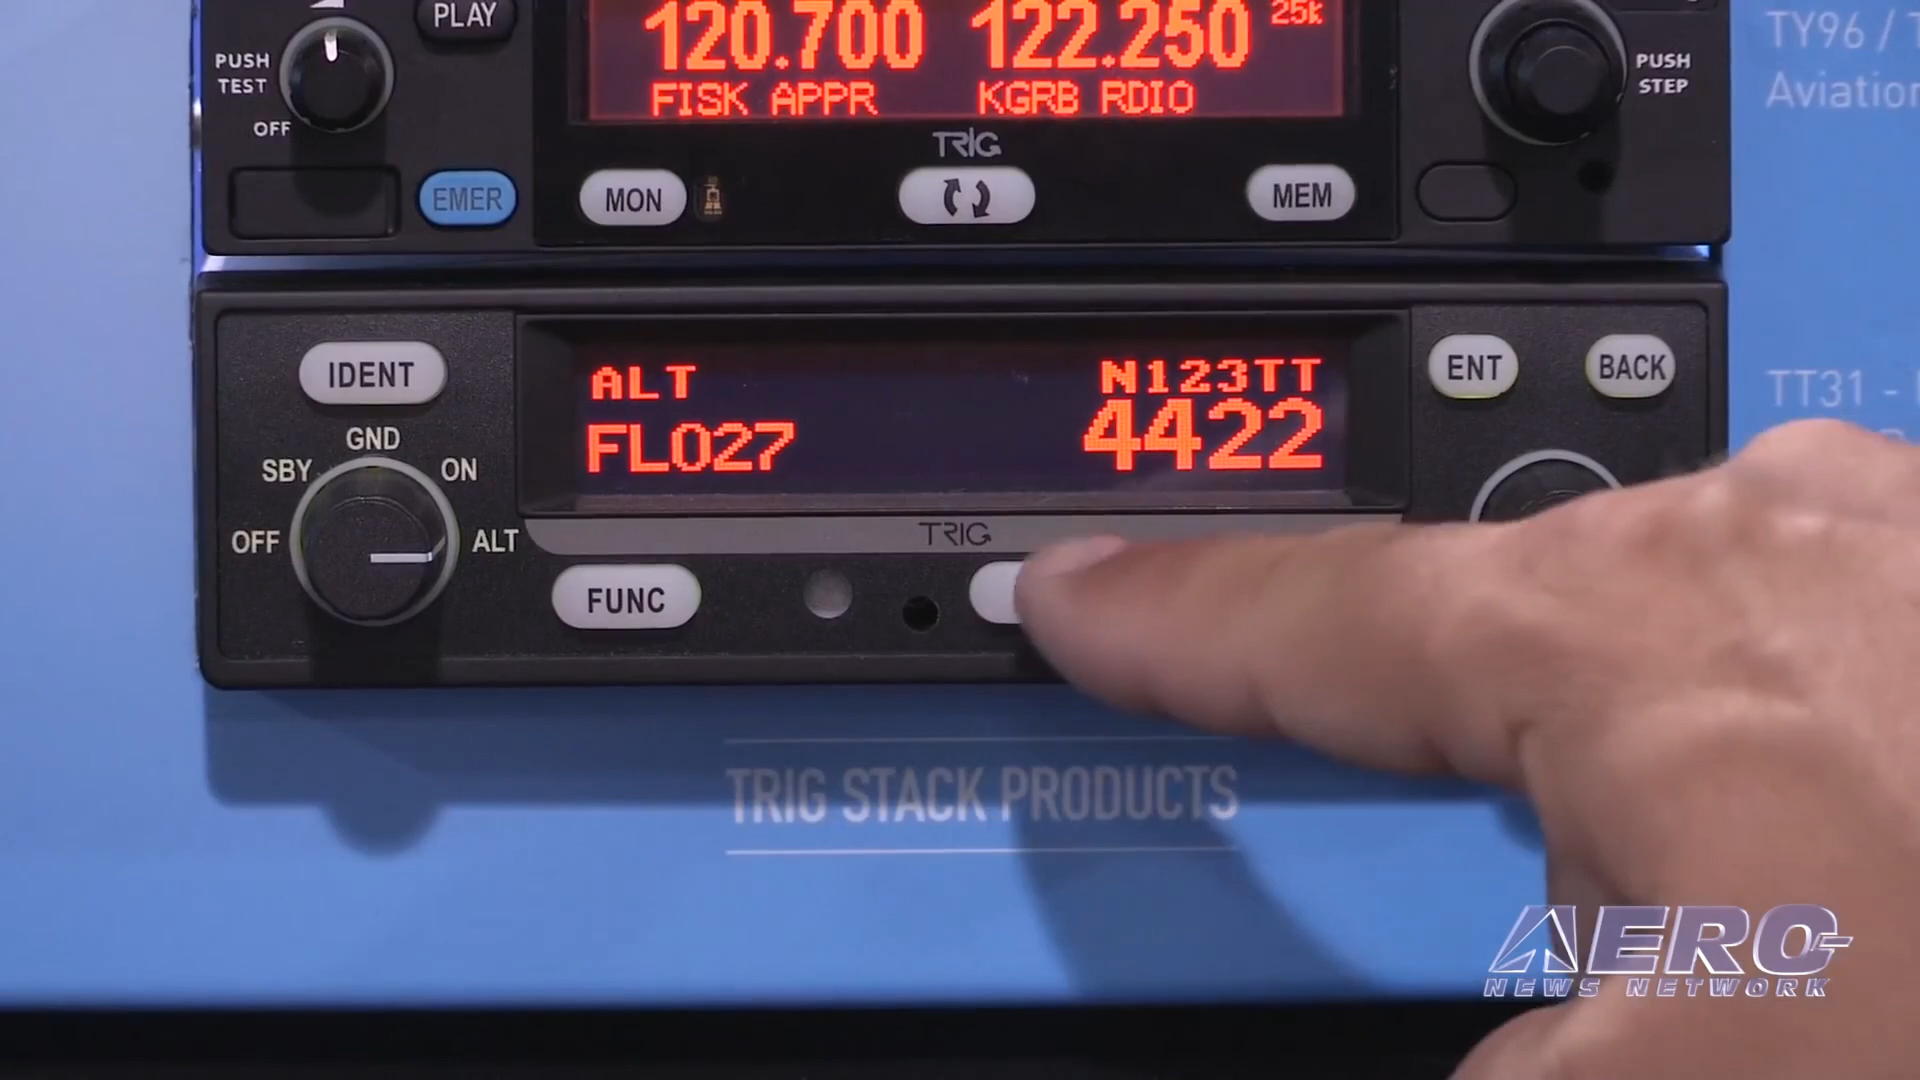 PLAY
120.700 122.250 25k
FISK APPR KGRB RDIO
PUSH
TEST
OFF
PUSH
STEP
TRIG
EMER
MON
MEM
TY96 /
Aviation
IDENT
GND
SBY
ON
OFF
ALT
ALT
N123TT
FL027
4422
ENT
BACK
TRIG
FUNC
TT31 -
TRIG STACK PRODUCTS
AERO
NEWS NETWORK